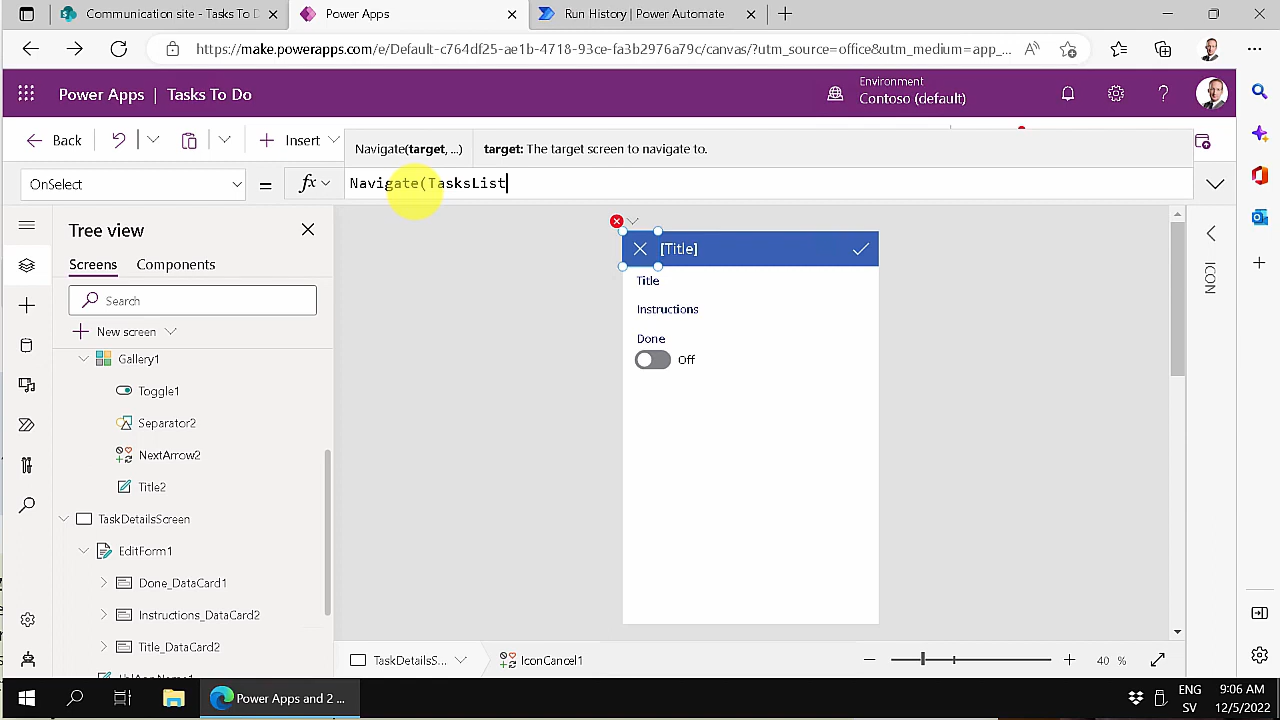 Communication site - Tasks To D
Power Apps
Run History | Power Automate
https://make.powerapps.com/e/Default-c764df25-ae1b-4718-93ce-fa3b2976a79c/canvas/?utm_source=office&utm_medium=app_...
Power Apps | Tasks To Do
Environment
Contoso (default)
Back
Insert
Navigate(target, ...)
target: The target screen to navigate to.
OnSelect
=
fx
Navigate(TasksList
Tree view
Screens
Components
Search
New screen
Gallery1
Toggle1
Separator2
NextArrow2
Title2
TaskDetailsScreen
EditForm1
Done_DataCard1
Instructions_DataCard2
Title_DataCard2
[Title]
Title
Instructions
Done
Off
ICON
TaskDetailsS...
IconCancel1
40 %
Power Apps and 2 ...
ENG
SV
9:06 AM
12/5/2022